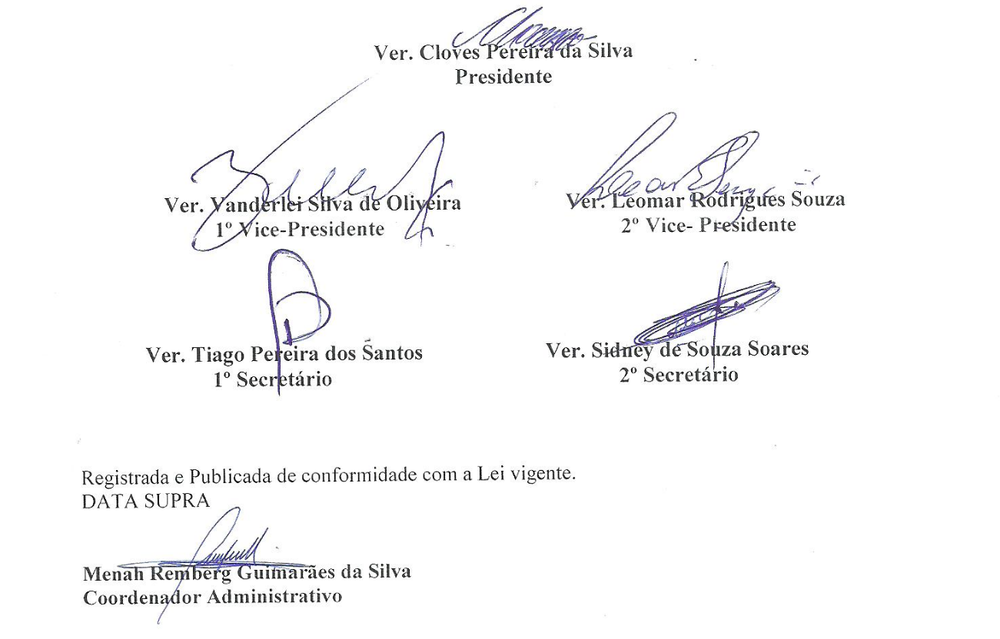 Ver. Cloves Pereira da Silva
Presidente
Ver. Vanderlei Silva de Oliveira
1º Vice-Presidente
Ver. Leomar Rodrigues Souza
2º Vice- Presidente
Ver. Tiago Pereira dos Santos
1º Secretário
Ver. Sidney de Souza Soares
2º Secretário
Registrada e Publicada de conformidade com a Lei vigente.
DATA SUPRA
Menah Remberg Guimarães da Silva
Coordenador Administrativo